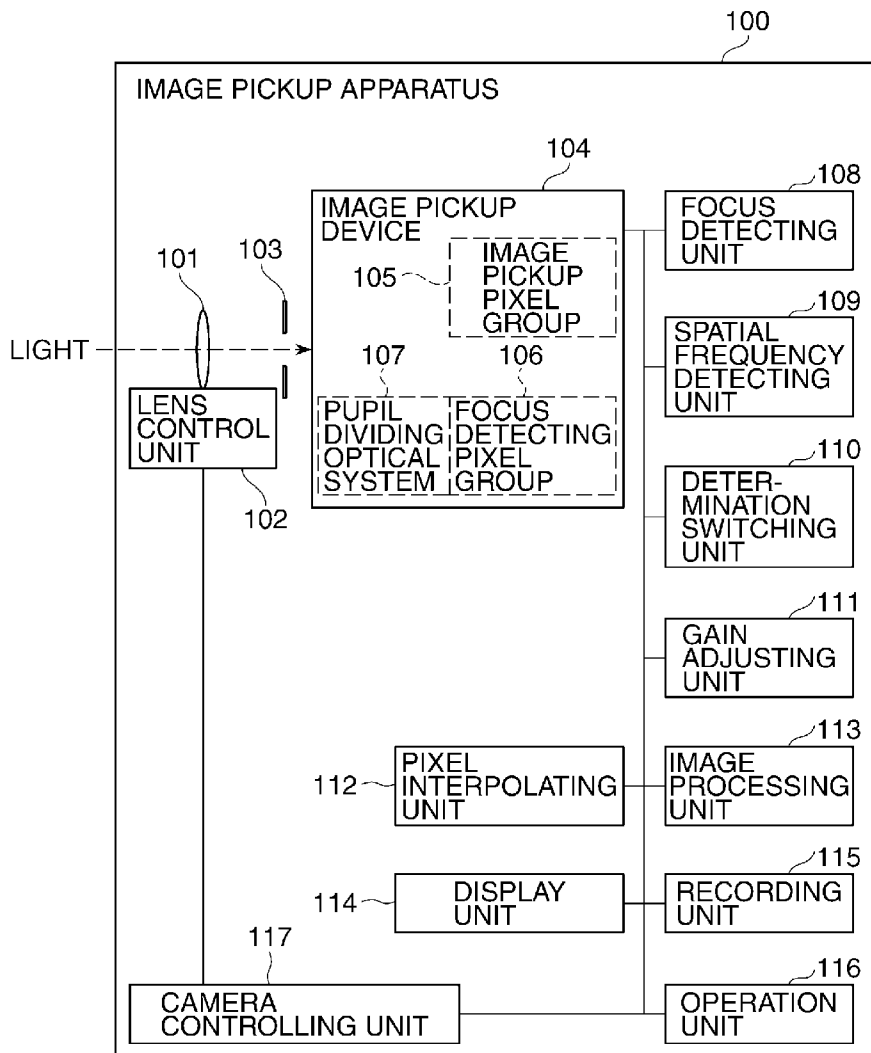 100
IMAGE PICKUP APPARATUS
104
IMAGE PICKUP
DEVICE
105
IMAGE
PICKUP
PIXEL
GROUP
101
103
LIGHT
107
106
PUPIL
DIVIDING
OPTICAL
SYSTEM
FOCUS
DETECTING
PIXEL
GROUP
LENS
CONTROL
UNIT
102
108
FOCUS
DETECTING
UNIT
109
SPATIAL
FREQUENCY
DETECTING
UNIT
110
DETER-
MINATION
SWITCHING
UNIT
111
GAIN
ADJUSTING
UNIT
112
PIXEL
INTERPOLATING
UNIT
113
IMAGE
PROCESSING
UNIT
114
DISPLAY
UNIT
115
RECORDING
UNIT
117
CAMERA
CONTROLLING UNIT
116
OPERATION
UNIT